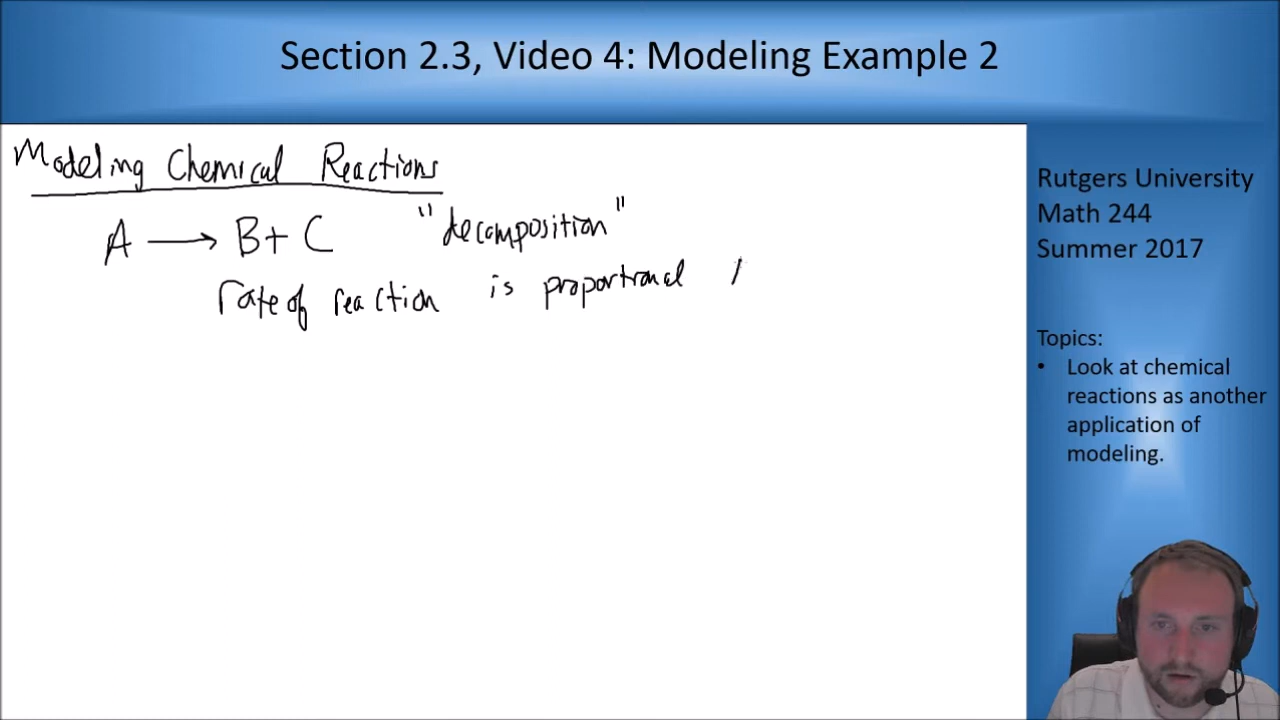 Section 2.3, Video 4: Modeling Example 2
Modeling Chemical Reactions
A → B + C "decomposition"
rate of reaction is proportional
Rutgers University
Math 244
Summer 2017
Topics:
• Look at chemical
reactions as another
application of
modeling.